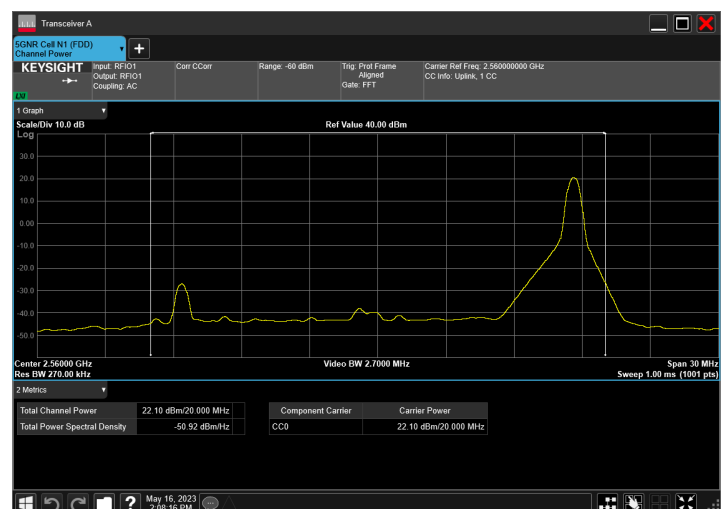 Transceiver A
5GNR Cell N1 (FDD)
Channel Power
KEYSIGHT
Input: RFIO1
Output: RFIO1
Coupling: AC
Corr CCorr
Range: -60 dBm
Trig: Prot Frame
Aligned
Gate: FFT
Carrier Ref Freq: 2.560000000 GHz
CC Info: Uplink, 1 CC
LXI
1 Graph
Scale/Div 10.0 dB
Ref Value 40.00 dBm
Log
30.0
20.0
10.0
0.00
-10.0
-20.0
-30.0
-40.0
-50.0
Center 2.56000 GHz
Video BW 2.7000 MHz
Span 30 MHz
Res BW 270.00 kHz
Sweep 1.00 ms (1001 pts)
2 Metrics
Total Channel Power 22.10 dBm/20.000 MHz
Total Power Spectral Density -50.92 dBm/Hz
Component Carrier Carrier Power
CC0 22.10 dBm/20.000 MHz
May 16, 2023
2:08:16 PM